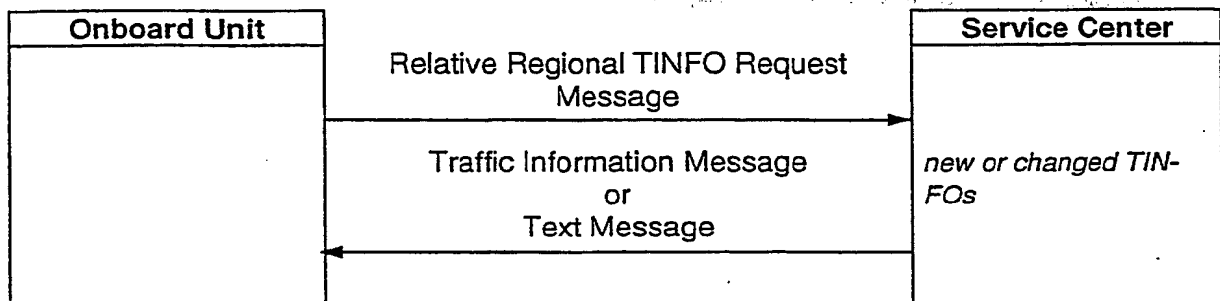 Onboard Unit
Service Center
Relative Regional TINFO Request
Message
Traffic Information Message
or
Text Message
new or changed TIN-
FOs